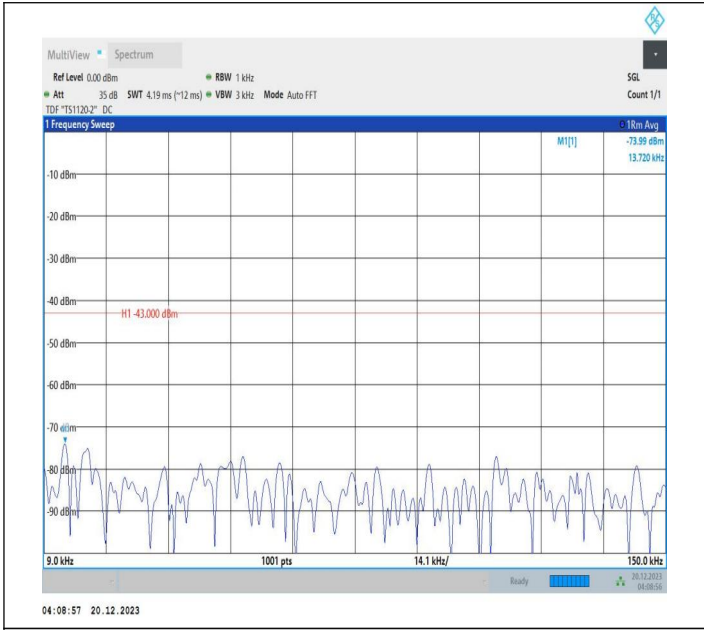 R S
MultiView Spectrum
Ref Level 0.00 dBm RBW 1 kHz SGL
Att 35 dB SWT 4.19 ms (~12 ms) VBW 3 kHz Mode Auto FFT Count 1/1
TDF "TS1120-2" DC
1 Frequency Sweep 1Rm Avg
M1[1] -73.99 dBm
13.720 kHz
-10 dBm
-20 dBm
-30 dBm
-40 dBm
H1 -43.000 dBm
-50 dBm
-60 dBm
-70 dBm
-80 dBm
-90 dBm
9.0 kHz 1001 pts 14.1 kHz/ 150.0 kHz
Ready 20.12.2023
04:08:56
04:08:57 20.12.2023